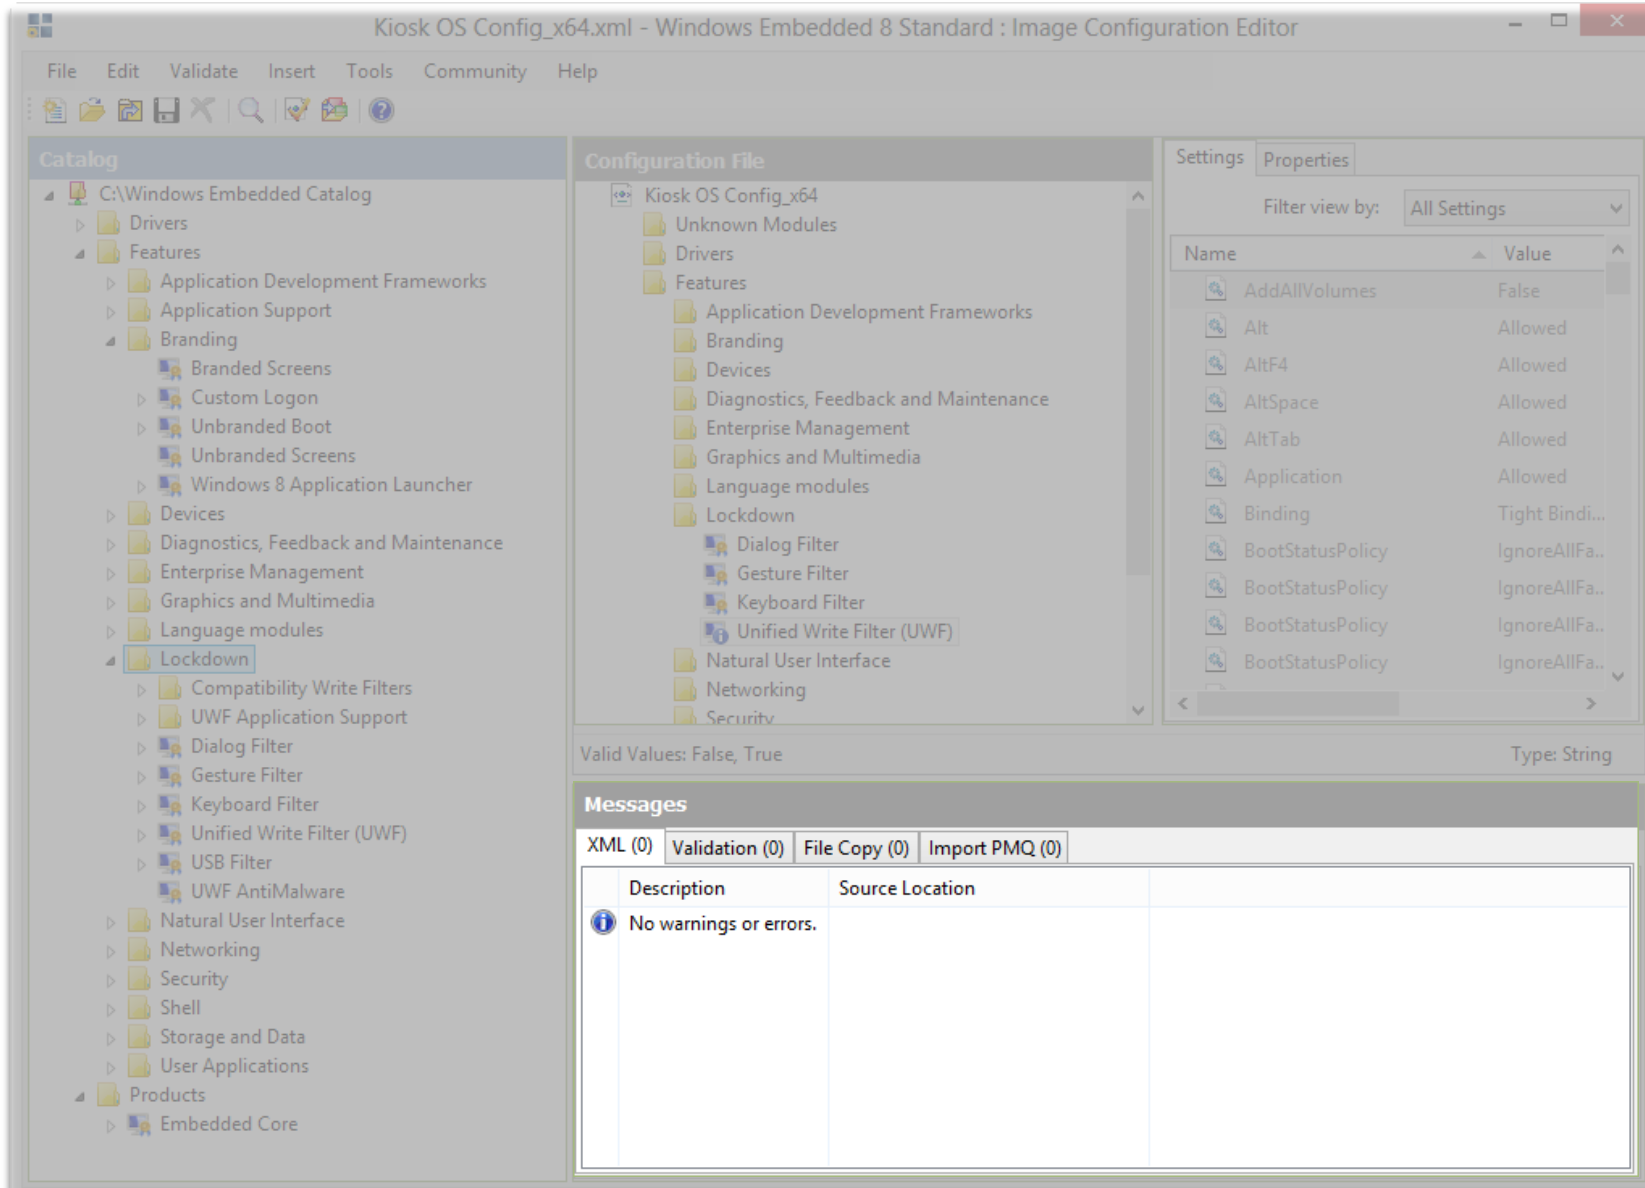 Kiosk OS Config_x64.xml - Windows Embedded 8 Standard : Image Configuration Editor
File Edit Validate Insert Tools Community Help
Catalog
C:\Windows Embedded Catalog
Drivers
Features
Application Development Frameworks
Application Support
Branding
Branded Screens
Custom Logon
Unbranded Boot
Unbranded Screens
Windows 8 Application Launcher
Devices
Diagnostics, Feedback and Maintenance
Enterprise Management
Graphics and Multimedia
Language modules
Lockdown
Compatibility Write Filters
UWF Application Support
Dialog Filter
Gesture Filter
Keyboard Filter
Unified Write Filter (UWF)
USB Filter
UWF AntiMalware
Natural User Interface
Networking
Security
Shell
Storage and Data
User Applications
Products
Embedded Core
Configuration File
Kiosk OS Config_x64
Unknown Modules
Drivers
Features
Application Development Frameworks
Branding
Devices
Diagnostics, Feedback and Maintenance
Enterprise Management
Graphics and Multimedia
Language modules
Lockdown
Dialog Filter
Gesture Filter
Keyboard Filter
Unified Write Filter (UWF)
Natural User Interface
Networking
Security
Settings Properties
Filter view by: All Settings
Name Value
AddAllVolumes False
Alt Allowed
AltF4 Allowed
AltSpace Allowed
AltTab Allowed
Application Allowed
Binding Tight Bindi...
BootStatusPolicy IgnoreAllFa...
BootStatusPolicy IgnoreAllFa...
BootStatusPolicy IgnoreAllFa...
BootStatusPolicy IgnoreAllFa...
Valid Values: False, True Type: String
Messages
XML (0) Validation (0) File Copy (0) Import PMQ (0)
Description Source Location
No warnings or errors.